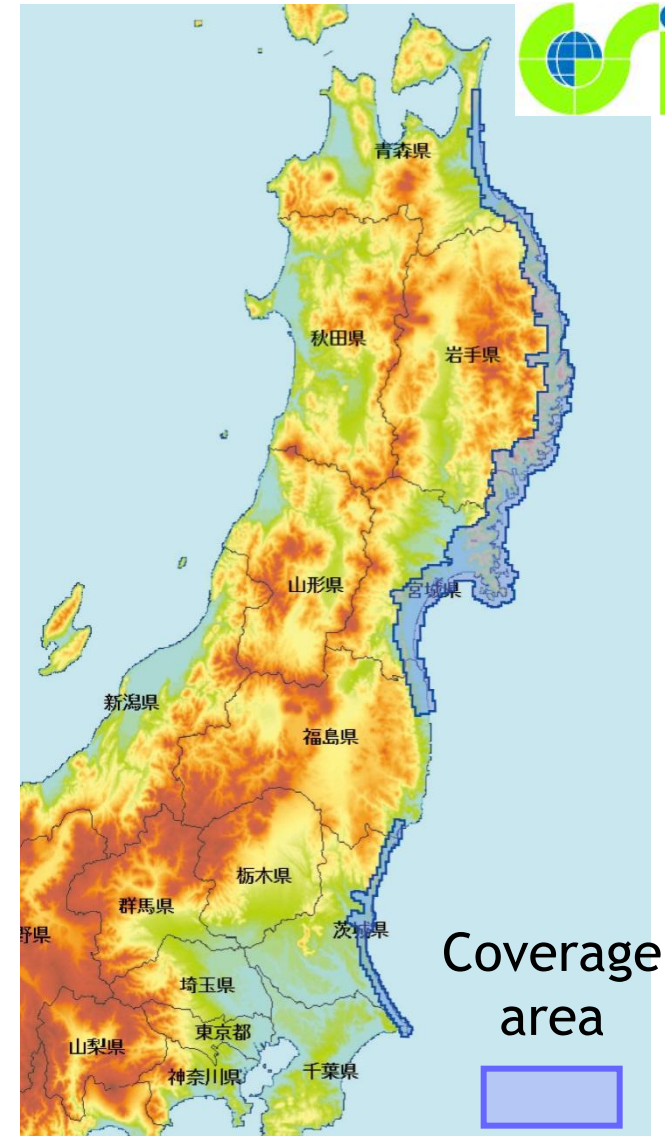 GSi
青森県
秋田県
岩手県
山形県
宮城県
新潟県
福島県
栃木県
群馬県
茨城県
野県
埼玉県
東京都
山梨県
神奈川県
千葉県
Coverage
area